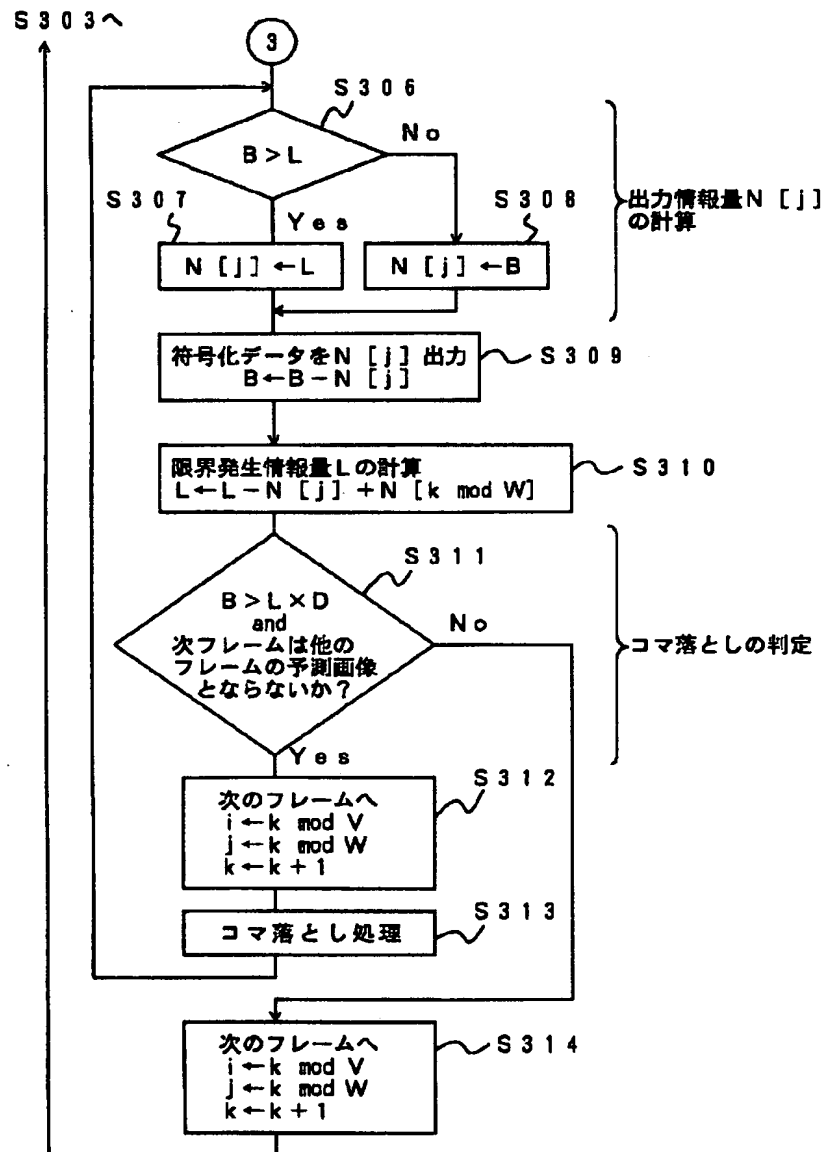 S303へ
3
S306
B>L
No
S307
Yes
S308
N [j] ←L
N [j] ←B
出力情報量N [j]
の計算
符号化データをN [j] 出力
B←B−N [j]
S309
限界発生情報量Lの計算
L←L−N [j] +N [k mod W]
S310
S311
B>L×D
and
次フレームは他の
フレームの予測画像
とならないか?
No
コマ落としの判定
Yes
S312
次のフレームへ
i←k mod V
j←k mod W
k←k+1
S313
コマ落とし処理
次のフレームへ
i←k mod V
j←k mod W
k←k+1
S314